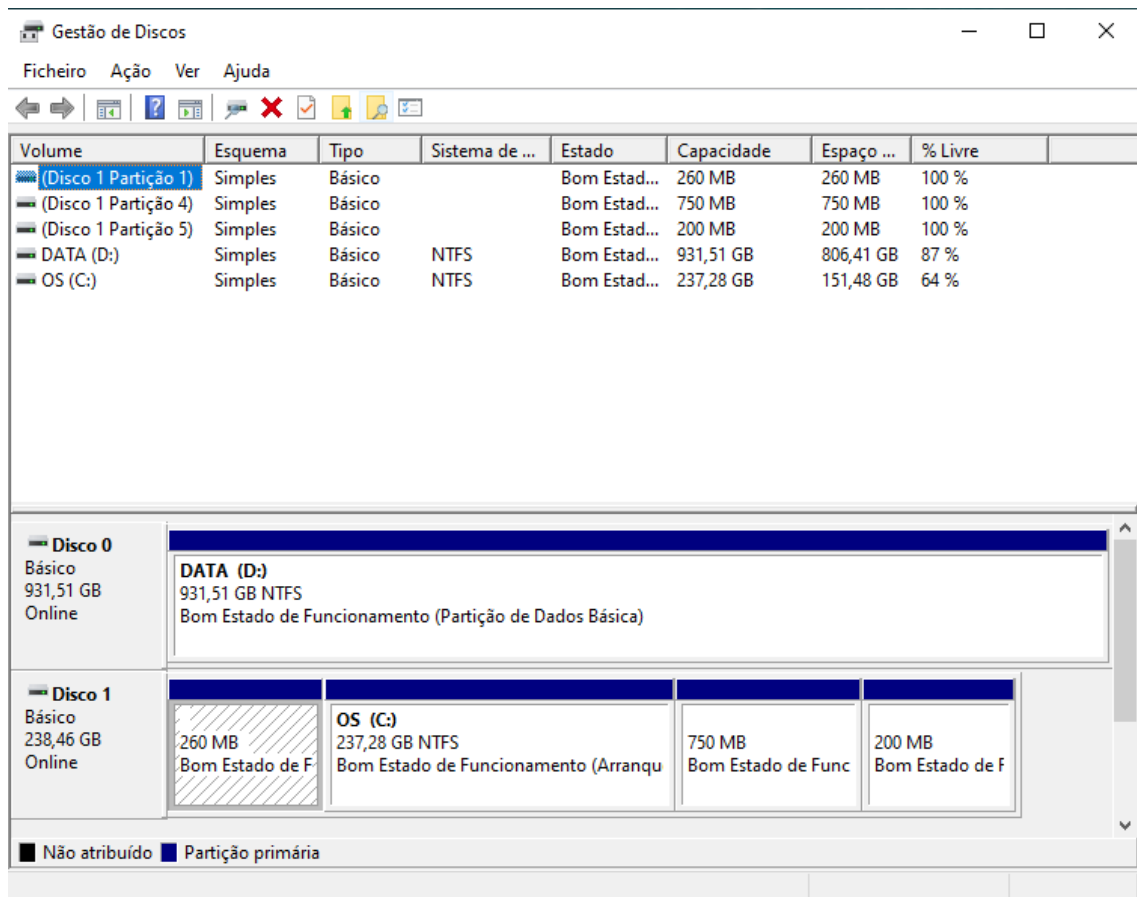 Gestão de Discos
Ficheiro Ação Ver Ajuda
Volume Esquema Tipo Sistema de ... Estado Capacidade Espaço ... % Livre
(Disco 1 Partição 1) Simples Básico Bom Estad... 260 MB 260 MB 100 %
(Disco 1 Partição 4) Simples Básico Bom Estad... 750 MB 750 MB 100 %
(Disco 1 Partição 5) Simples Básico Bom Estad... 200 MB 200 MB 100 %
DATA (D:) Simples Básico NTFS Bom Estad... 931,51 GB 806,41 GB 87 %
OS (C:) Simples Básico NTFS Bom Estad... 237,28 GB 151,48 GB 64 %
Disco 0
Básico
931,51 GB
Online
DATA (D:)
931,51 GB NTFS
Bom Estado de Funcionamento (Partição de Dados Básica)
Disco 1
Básico
238,46 GB
Online
260 MB
Bom Estado de F
OS (C:)
237,28 GB NTFS
Bom Estado de Funcionamento (Arranqu
750 MB
Bom Estado de Func
200 MB
Bom Estado de F
Não atribuído Partição primária